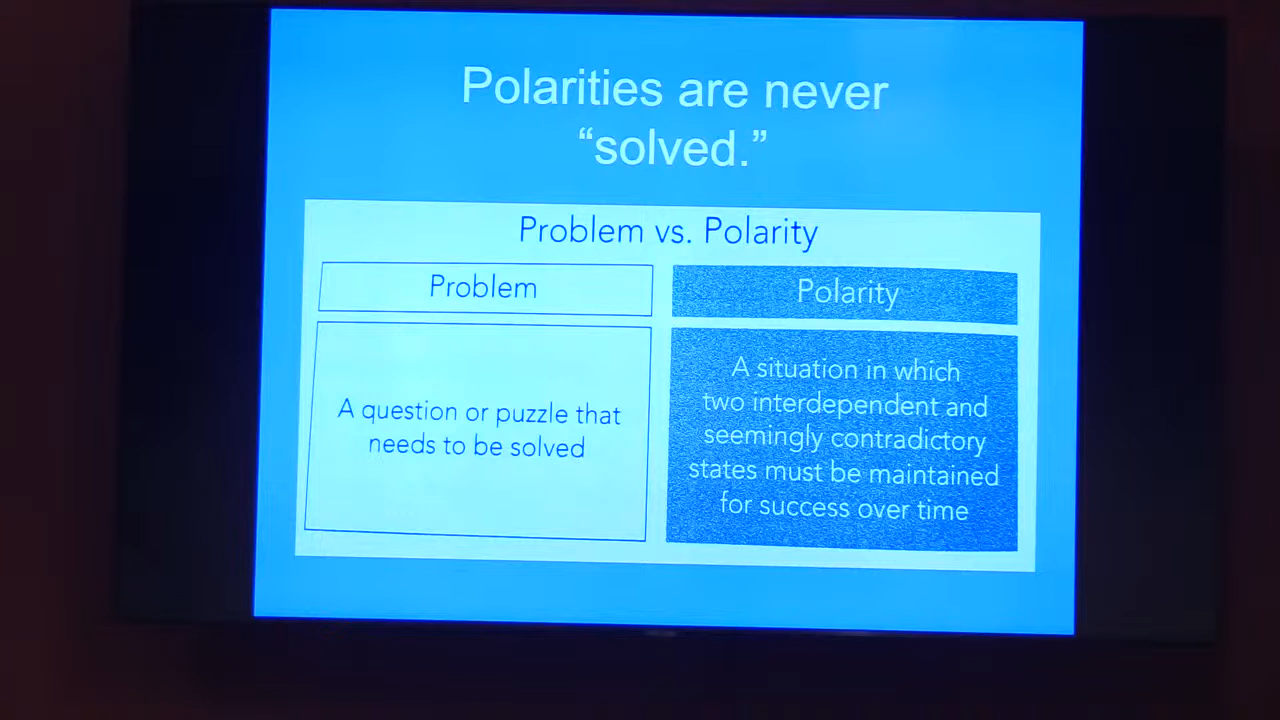 Polarities are never
“solved.”
Problem vs. Polarity
Problem
A question or puzzle that
needs to be solved
Polarity
A situation in which
two interdependent and
seemingly contradictory
states must be maintained
for success over time